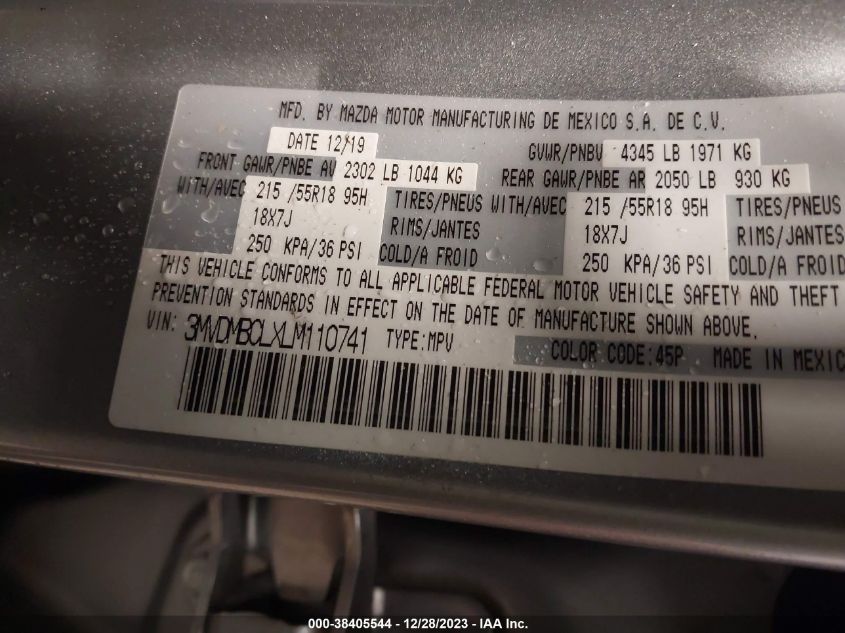 MFD. BY MAZDA MOTOR MANUFACTURING DE MEXICO S.A. DE C.V.
DATE 12/19 GVWR/PNBV 4345 LB 1971 KG
FRONT GAWR/PNBE AV 2302 LB 1044 KG REAR GAWR/PNBE AR 2050 LB 930 KG
WITH/AVEC 215 /55R18 95H TIRES/PNEUS WITH/AVEC 215 /55R18 95H TIRES/PNEUS
18X7J RIMS/JANTES 18X7J RIMS/JANTES
250 KPA/36 PSI COLD/A FROID 250 KPA/36 PSI COLD/A FROID
THIS VEHICLE CONFORMS TO ALL APPLICABLE FEDERAL MOTOR VEHICLE SAFETY AND THEFT
PREVENTION STANDARDS IN EFFECT ON THE DATE OF MANUFACTURE SHOWN ABOVE.
VIN: 3MVDMBCLXLM110741 TYPE:MPV COLOR CODE:45P MADE IN MEXIC
000-38405544 - 12/28/2023 - IAA Inc.